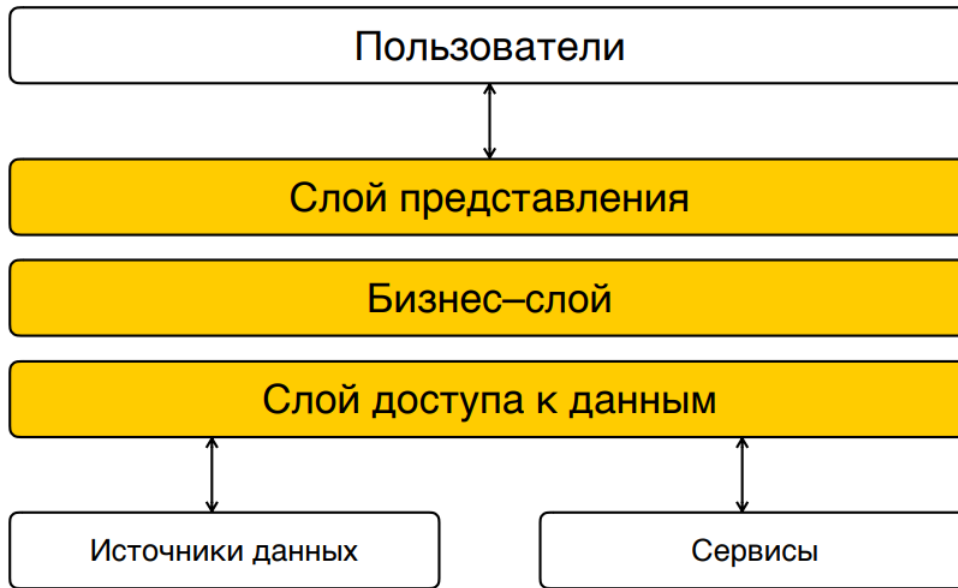 Пользователи
Слой представления
Бизнес–слой
Слой доступа к данным
Источники данных
Сервисы